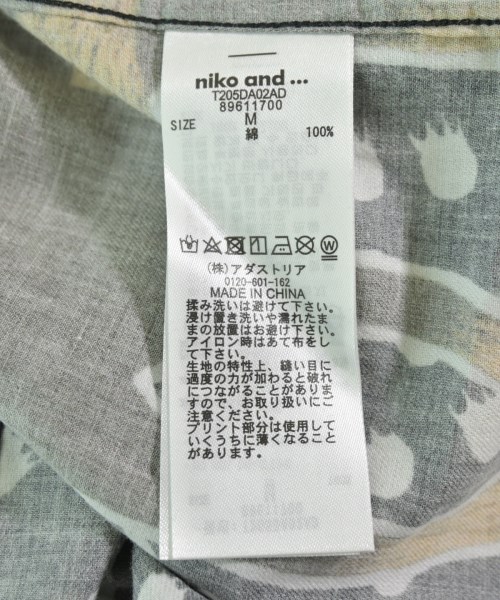 niko and ...
T205DA02AD
89611700
SIZE M
綿 100%
(株)アダストリア
0120-601-162
MADE IN CHINA
揉み洗いは避けて下さい。
浸け置き洗いや濡れたま
まの放置はお避け下さい。
アイロン時はあて布をし
て下さい。
生地の特性上、縫い目に
過度の力が加わると破れ
につながることがありま
すので、お取り扱いにご
注意ください。
プリント部分は使用して
いくうちに薄くなること
があります。